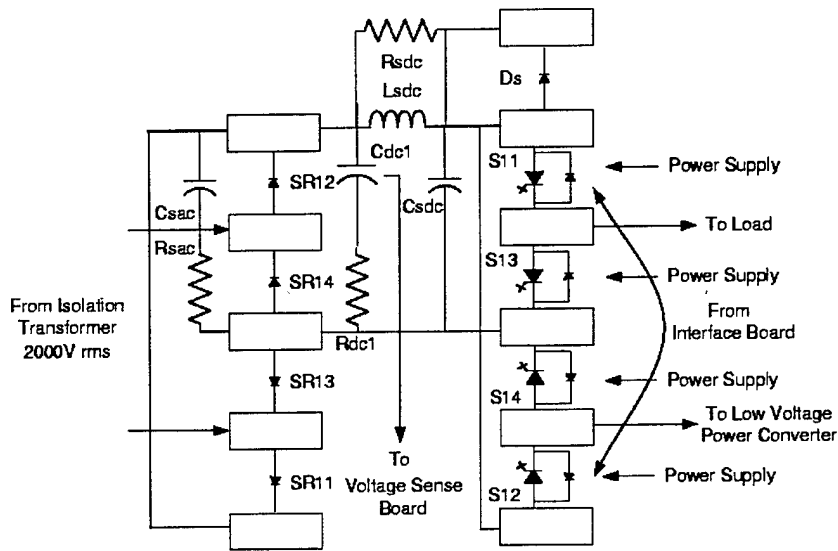 Rsdc
Lsdc
Ds
Cdc1
S11
Power Supply
SR12
Csac
Csdc
To Load
Rsac
S13
SR14
Power Supply
From Isolation
Transformer
2000V rms
From
Interface Board
Rdc1
SR13
Power Supply
S14
To Low Voltage
Power Converter
To
Voltage Sense
Board
SR11
S12
Power Supply